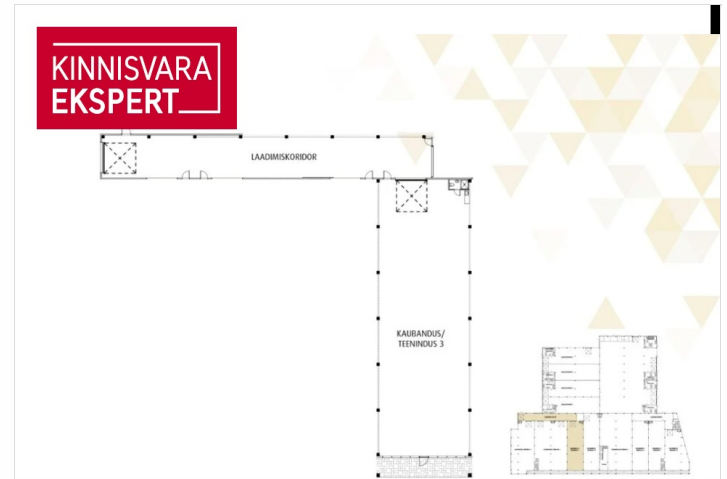 KINNISVARA
EKSPERT
LAADIMISKORIDOR
KAUBANDUS/
TEENINDUS 3